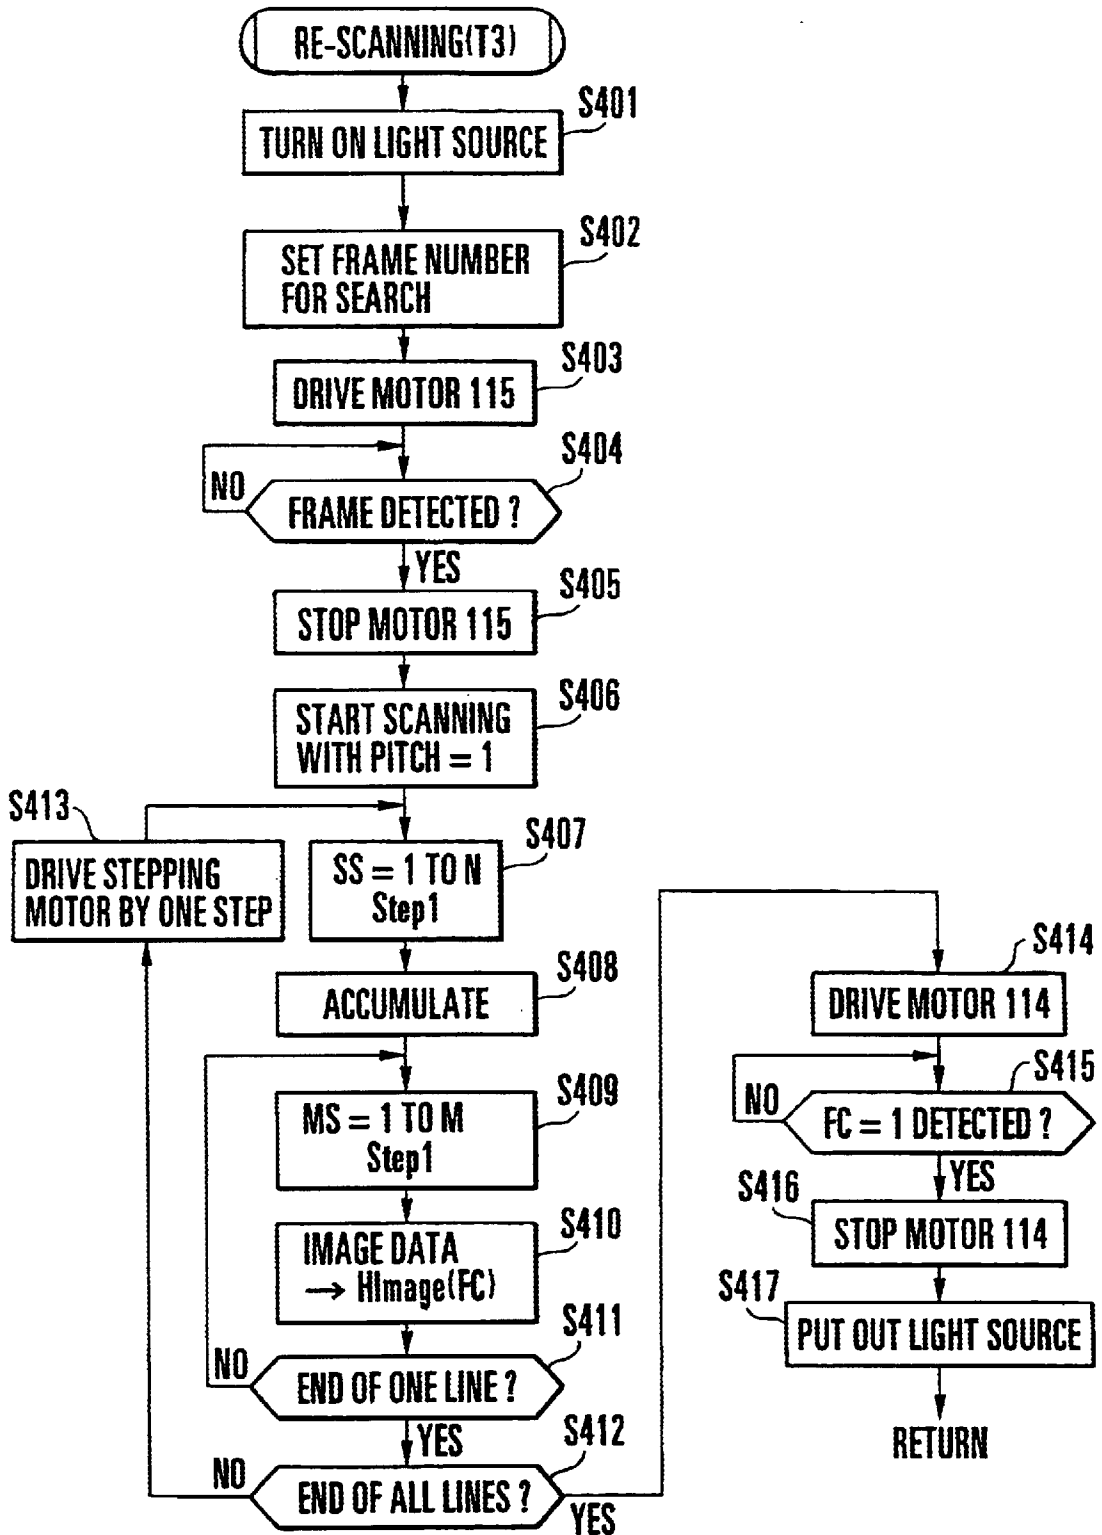 RE-SCANNING(T3)
S401
TURN ON LIGHT SOURCE
S402
SET FRAME NUMBER
FOR SEARCH
S403
DRIVE MOTOR 115
S404
NO
FRAME DETECTED ?
YES
S405
STOP MOTOR 115
S406
START SCANNING
WITH PITCH = 1
S413
DRIVE STEPPING
MOTOR BY ONE STEP
S407
SS = 1 TO N
Step1
S408
ACCUMULATE
S409
MS = 1 TO M
Step1
S410
IMAGE DATA
→ HImage(FC)
S411
NO
END OF ONE LINE ?
YES
S412
NO
END OF ALL LINES ?
YES
S414
DRIVE MOTOR 114
S415
NO
FC = 1 DETECTED ?
YES
S416
STOP MOTOR 114
S417
PUT OUT LIGHT SOURCE
RETURN